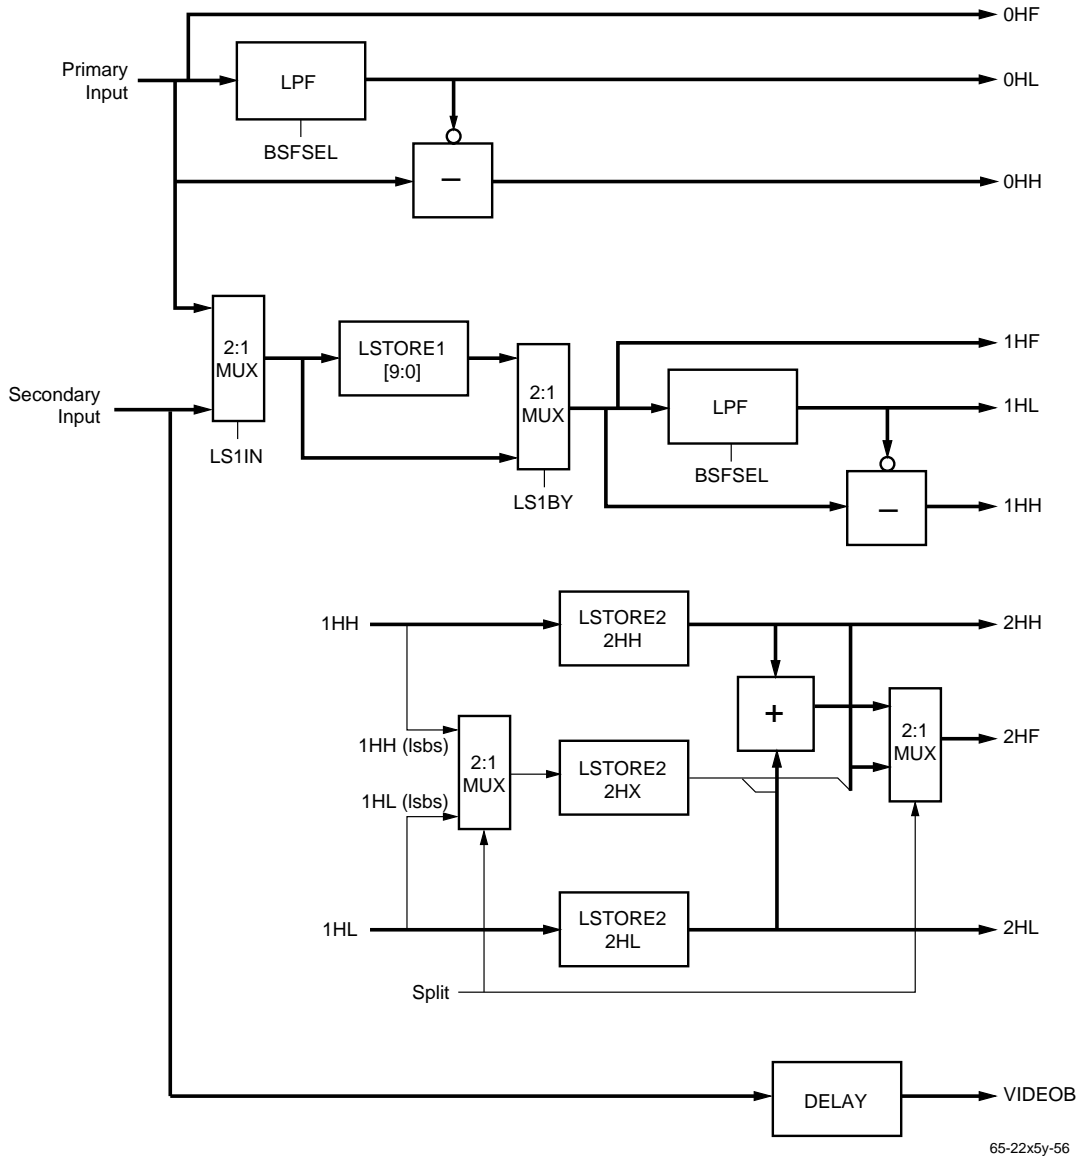 0HF
Primary
Input
LPF
0HL
BSFSEL
−
0HH
2:1
MUX
LSTORE1
[9:0]
1HF
Secondary
Input
2:1
MUX
LPF
1HL
LS1IN
BSFSEL
LS1BY
−
1HH
1HH
LSTORE2
2HH
2HH
+
1HH (lsbs)
2:1
MUX
LSTORE2
2HX
2:1
MUX
2HF
1HL (lsbs)
1HL
LSTORE2
2HL
2HL
Split
DELAY
VIDEOB
65-22x5y-56